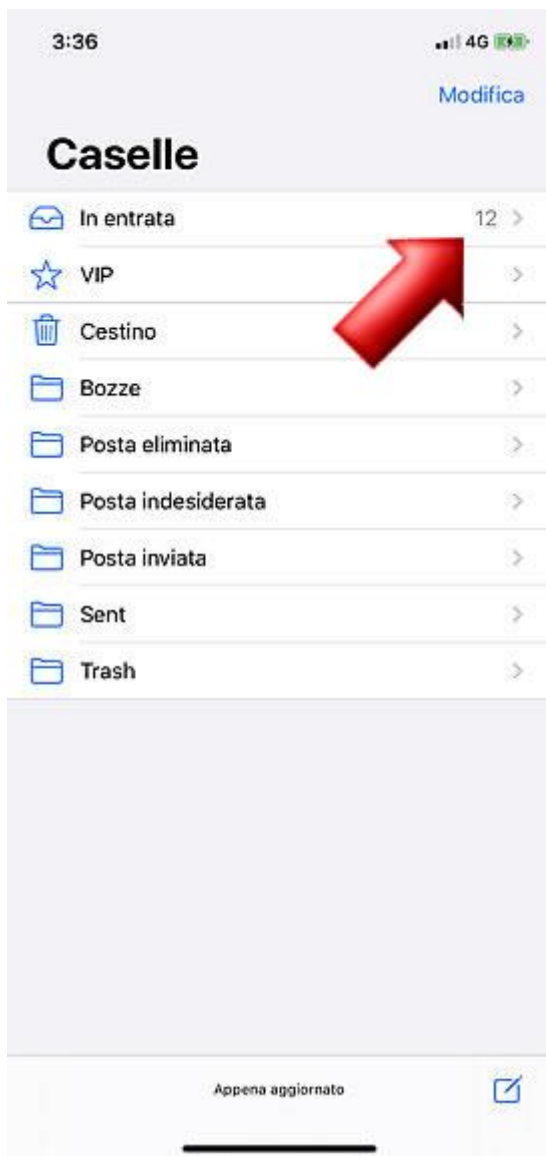 3:36 4G
Modifica
Caselle
In entrata 12
VIP
Cestino
Bozze
Posta eliminata
Posta indesiderata
Posta inviata
Sent
Trash
Appena aggiornato